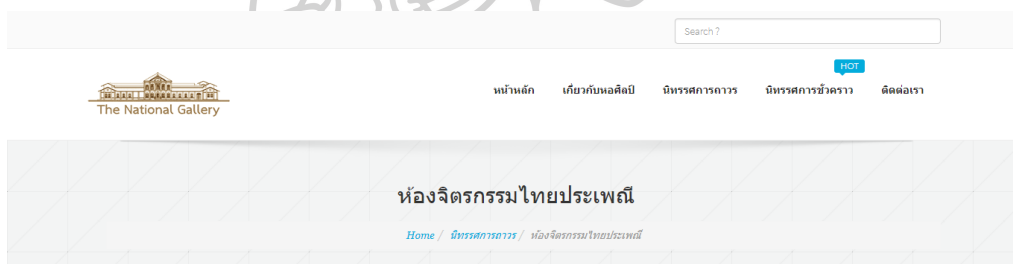 Search ?
HOT
The National Gallery
หน้าหลัก เกี่ยวกับหอศิลป์ นิทรรศการถาวร นิทรรศการชั่วคราว ติดต่อเรา
ห้องจิตรกรรมไทยประเพณี
Home / นิทรรศการถาวร / ห้องจิตรกรรมไทยประเพณี